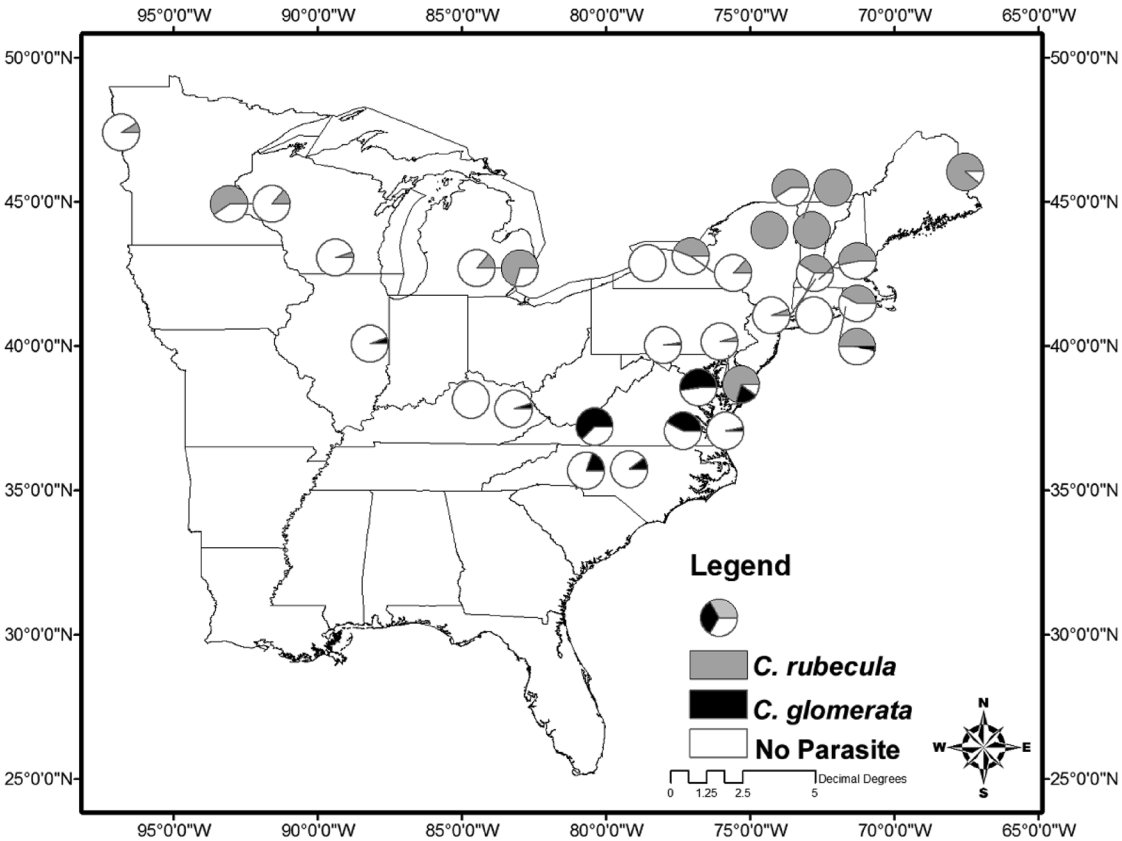 95°0'0"W 90°0'0"W 85°0'0"W 80°0'0"W 75°0'0"W 70°0'0"W 65°0'0"W
50°0'0"N 50°0'0"N
45°0'0"N 45°0'0"N
40°0'0"N 40°0'0"N
35°0'0"N 35°0'0"N
30°0'0"N 30°0'0"N
25°0'0"N 25°0'0"N
Legend
C. rubecula
C. glomerata
No Parasite
Decimal Degrees
0 1.25 2.5 5
N
W E
S
95°0'0"W 90°0'0"W 85°0'0"W 80°0'0"W 75°0'0"W 70°0'0"W 65°0'0"W